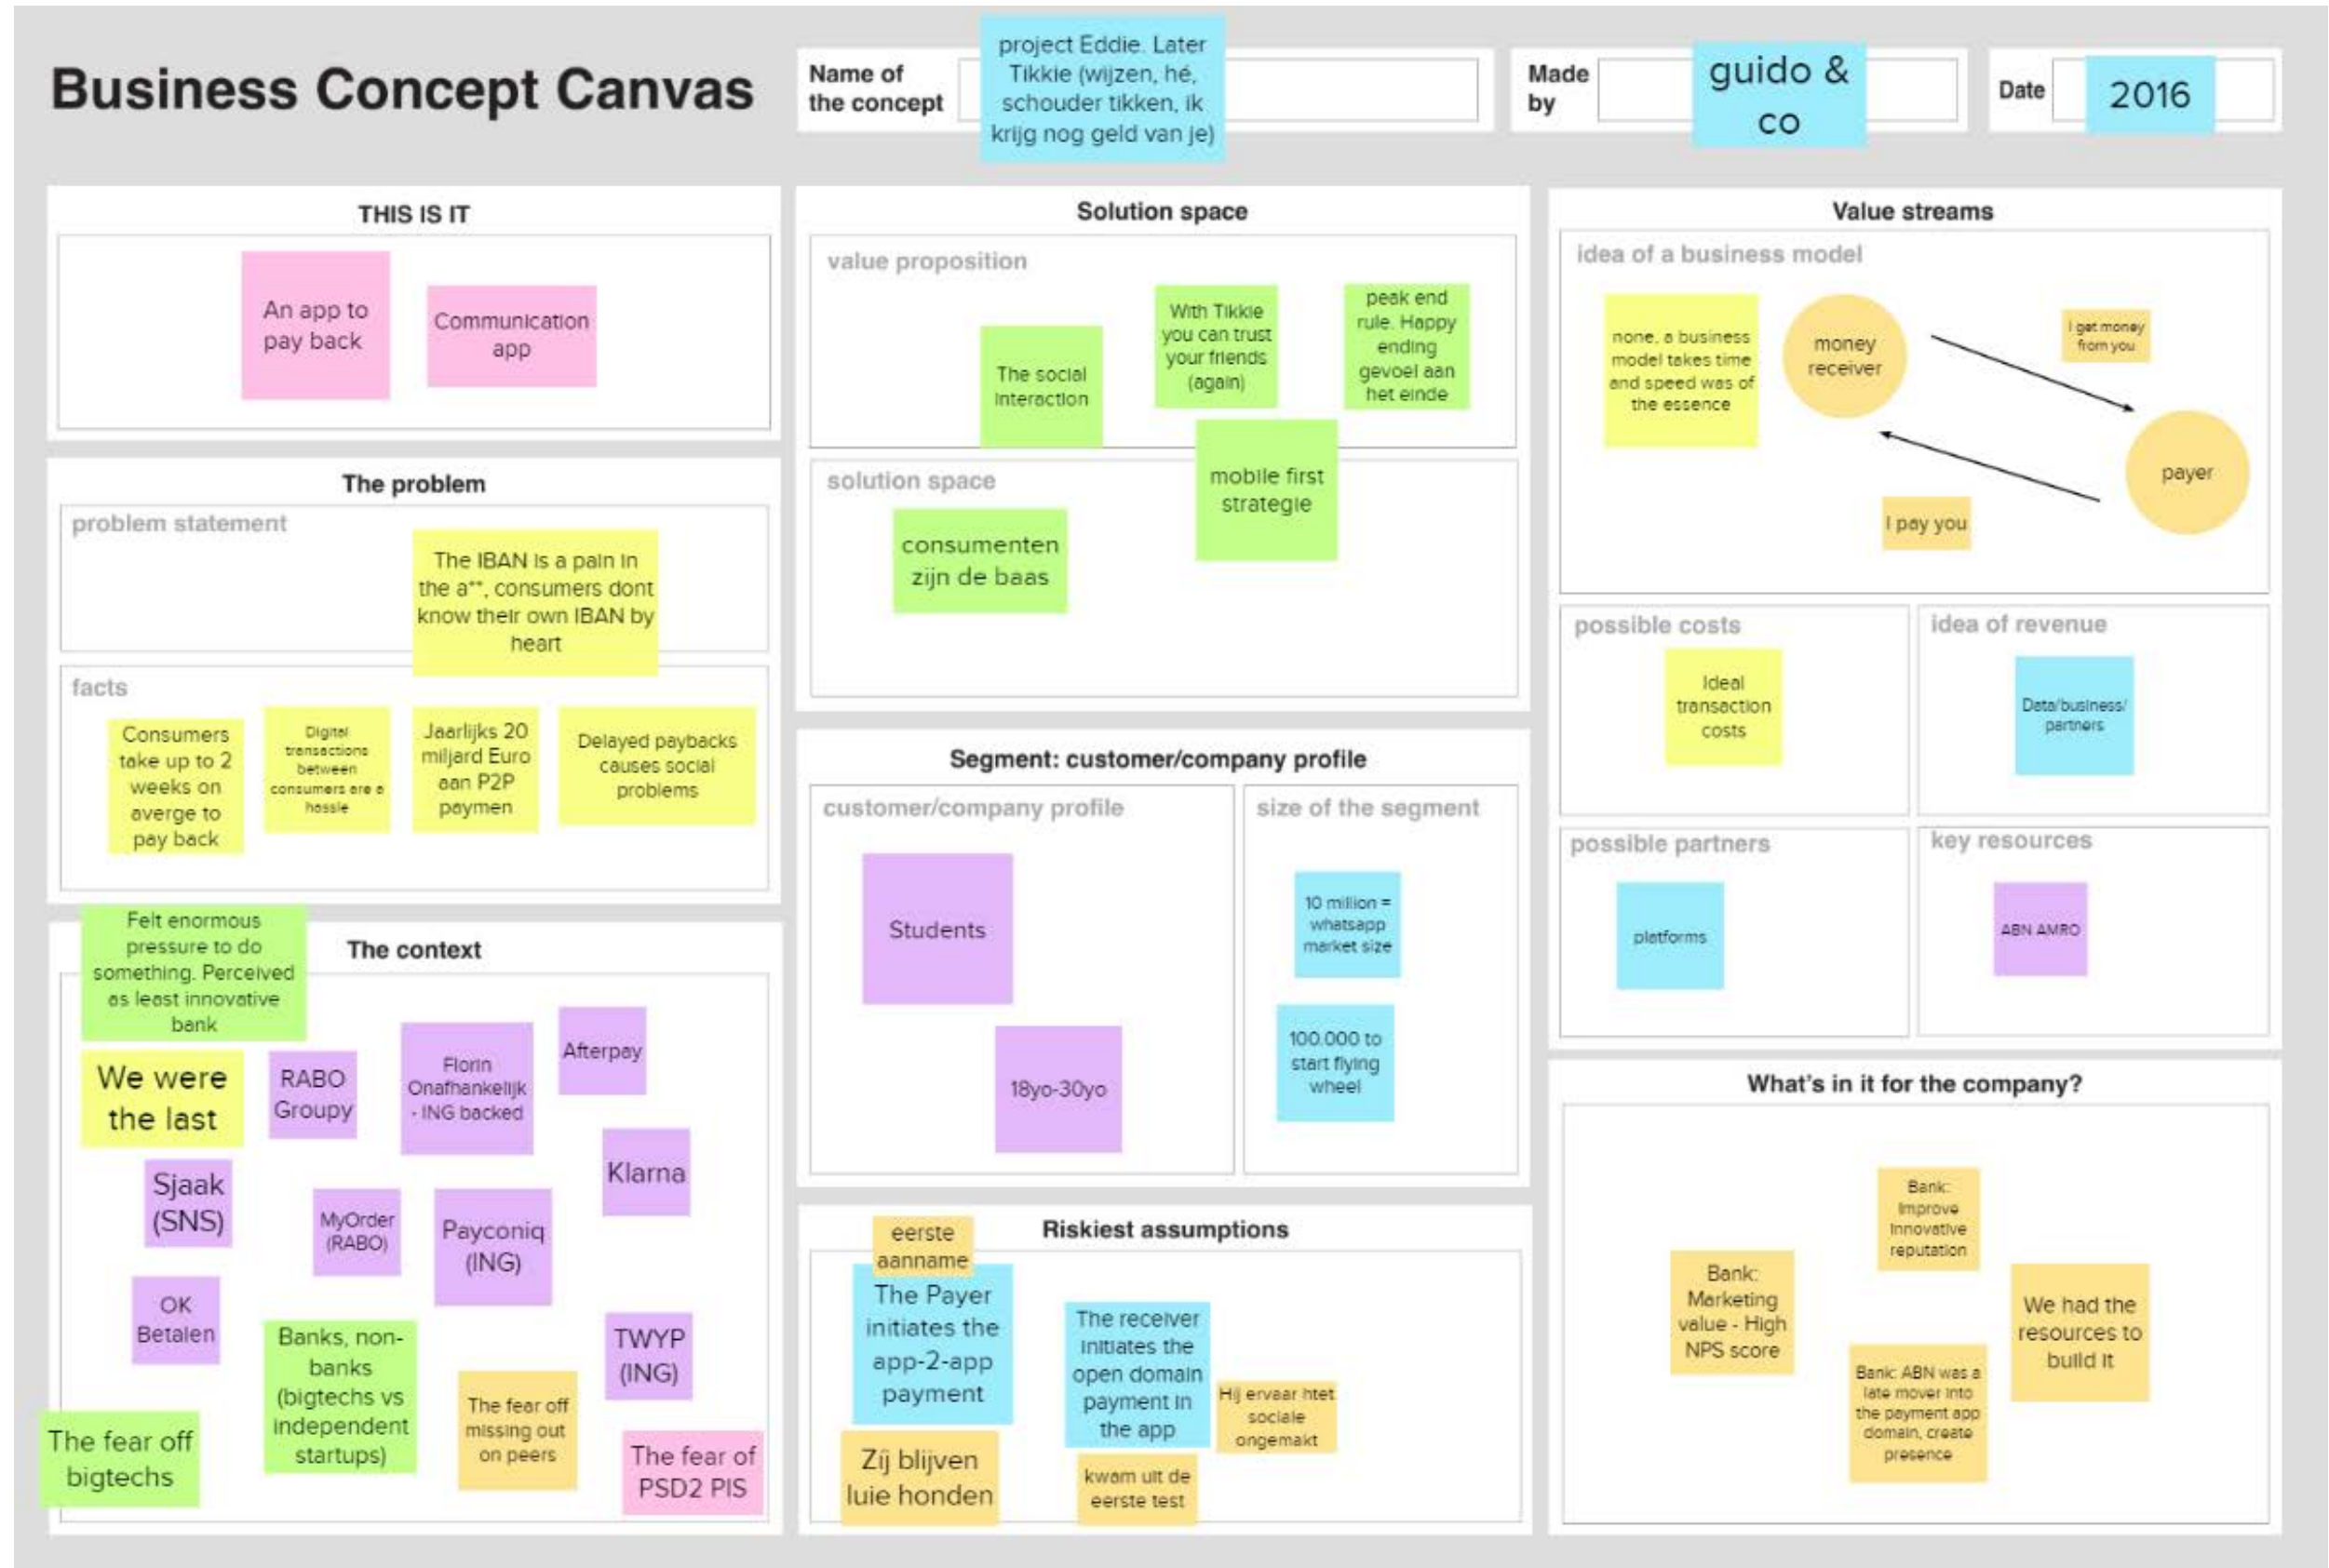 Business Concept Canvas
Name of
the concept
project Eddie. Later
Tikkie (wijzen, hé,
schouder tikken, ik
krijg nog geld van je)
Made
by
guido &
co
Date
2016
THIS IS IT
An app to
pay back
Communication
app
The problem
problem statement
The IBAN is a pain in
the a**, consumers dont
know their own IBAN by
heart
facts
Consumers
take up to 2
weeks on
averge to
pay back
Digital
transactions
between
consumers are a
hassle
Jaarlijks 20
miljard Euro
aan P2P
paymen
Delayed paybacks
causes social
problems
The context
Felt enormous
pressure to do
something. Perceived
as least innovative
bank
We were
the last
RABO
Groupy
Florin
Onafhankelijk
- ING backed
Afterpay
Sjaak
(SNS)
MyOrder
(RABO)
Payconiq
(ING)
Klarna
OK
Betalen
Banks, non-
banks
(bigtechs vs
independent
startups)
TWYP
(ING)
The fear off
missing out
on peers
The fear off
bigtechs
The fear of
PSD2 PIS
Solution space
value proposition
The social
interaction
With Tikkie
you can trust
your friends
(again)
peak end
rule. Happy
ending
gevoel aan
het einde
mobile first
strategie
solution space
consumenten
zijn de baas
Segment: customer/company profile
customer/company profile
Students
18yo-30yo
size of the segment
10 million =
whatsapp
market size
100.000 to
start flying
wheel
Riskiest assumptions
eerste
aanname
The Payer
initiates the
app-2-app
payment
Zij blijven
luie honden
The receiver
initiates the
open domain
payment in
the app
Hij ervaar htet
sociale
ongemakt
kwam uit de
eerste test
Value streams
idea of a business model
none, a business
model takes time
and speed was of
the essence
money
receiver
I get money
from you
payer
I pay you
possible costs
Ideal
transaction
costs
idea of revenue
Data/business/
partners
possible partners
platforms
key resources
ABN AMRO
What's in it for the company?
Bank:
Improve
Innovative
reputation
Bank:
Marketing
value - High
NPS score
We had the
resources to
build it
Bank: ABN was a
late mover into
the payment app
domain, create
presence